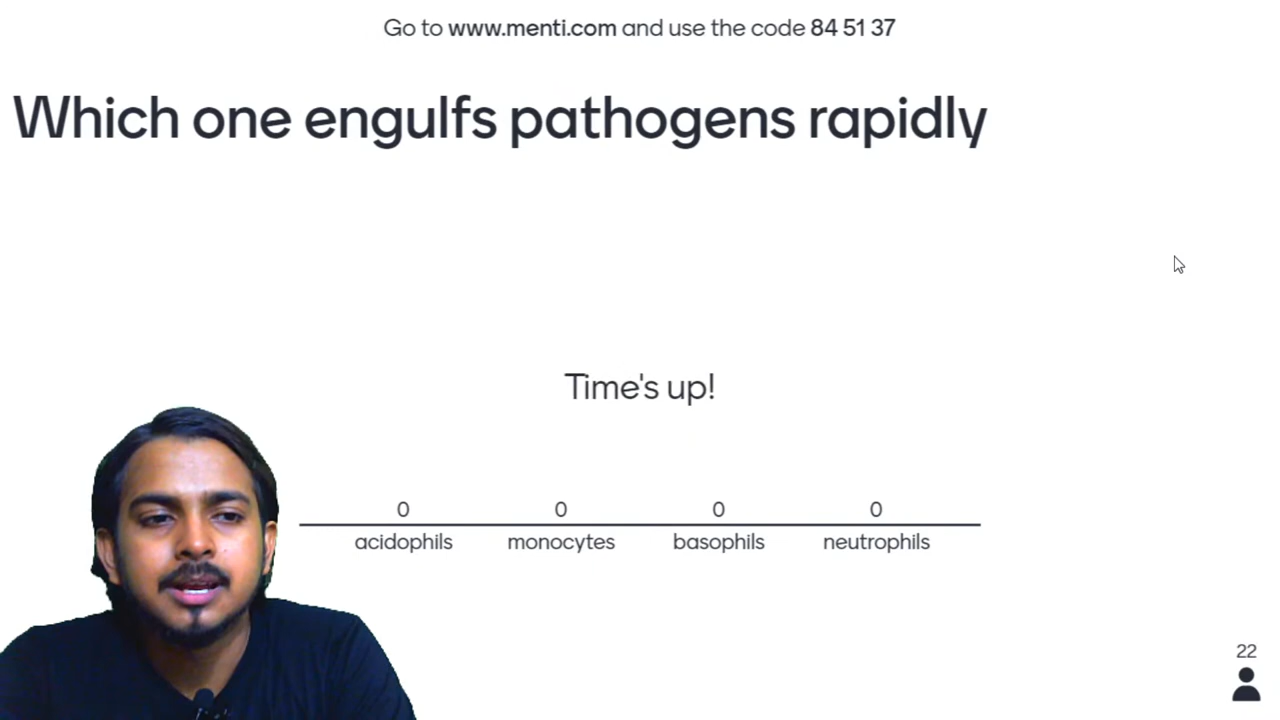 Go to www.menti.com and use the code 84 51 37
Which one engulfs pathogens rapidly
Time's up!
0 0 0 0
acidophils monocytes basophils neutrophils
22